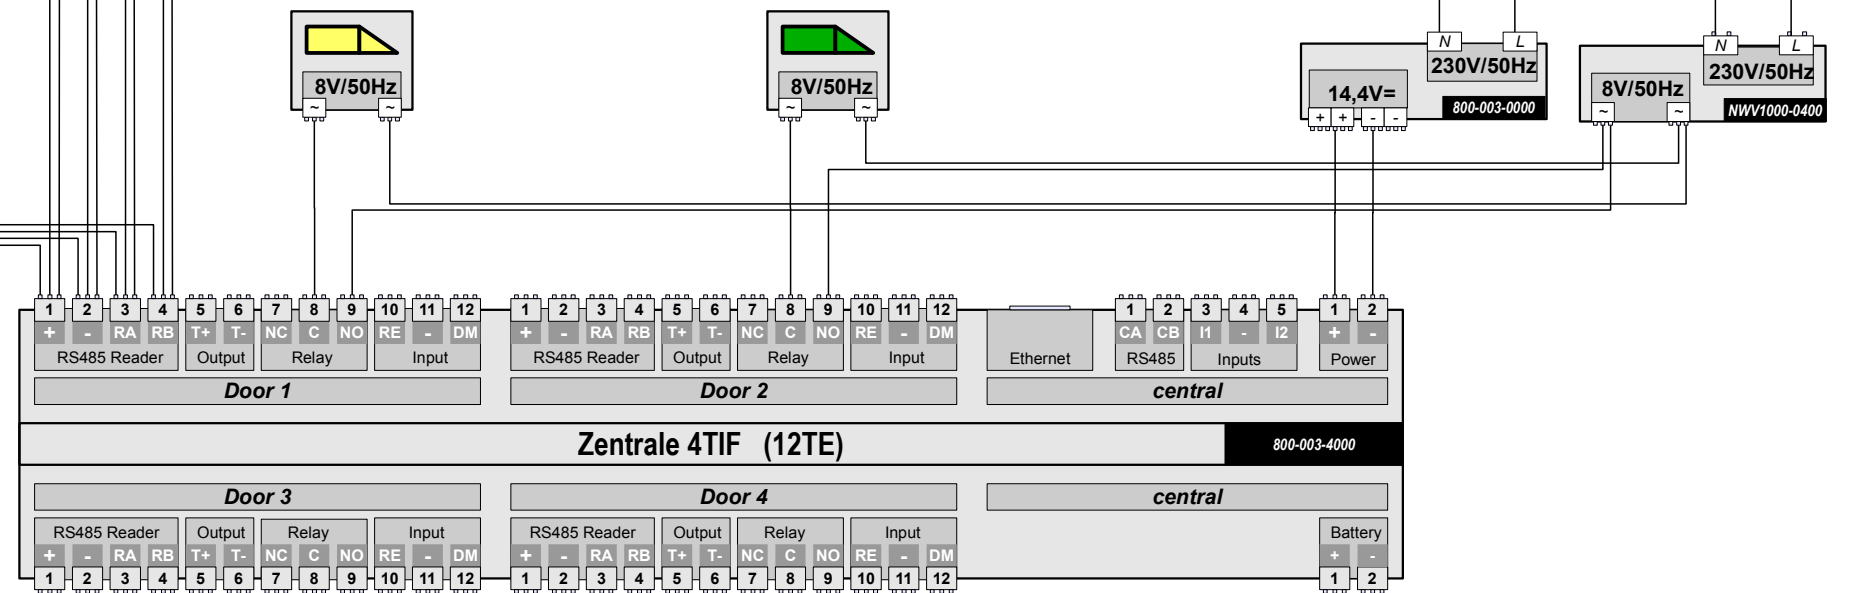 N L
N L
8V/50Hz
8V/50Hz
14,4V=
230V/50Hz
8V/50Hz
230V/50Hz
~ ~
~ ~
800-003-0000
~ ~
NWV1000-0400
+ + - -
1 2 3 4 5 6 7 8 9 10 11 12
1 2 3 4 5 6 7 8 9 10 11 12
1 2 3 4 5
1 2
+ - RA RB T+ T- NC C NO RE - DM
+ - RA RB T+ T- NC C NO RE - DM
CA CB I1 - I2
+ -
RS485 Reader Output Relay Input
RS485 Reader Output Relay Input
Ethernet RS485 Inputs Power
Door 1
Door 2
central
Zentrale 4TIF (12TE)
800-003-4000
Door 3
Door 4
central
RS485 Reader Output Relay Input
RS485 Reader Output Relay Input
Battery
+ - RA RB T+ T- NC C NO RE - DM
+ - RA RB T+ T- NC C NO RE - DM
+ -
1 2 3 4 5 6 7 8 9 10 11 12
1 2 3 4 5 6 7 8 9 10 11 12
1 2